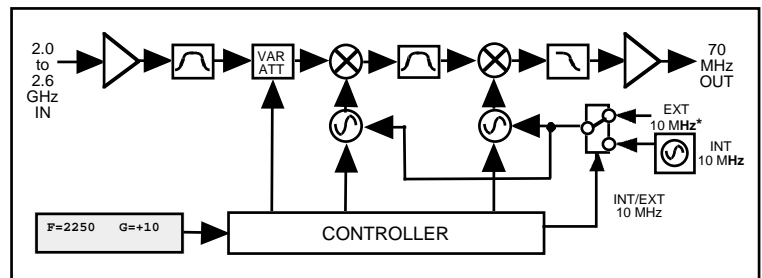 2.0
to
2.6
GHz
IN
VAR
ATT
70
MHz
OUT
EXT
10 MHz*
INT
10 MHz
INT/EXT
10 MHz
F=2250 G=+10
CONTROLLER